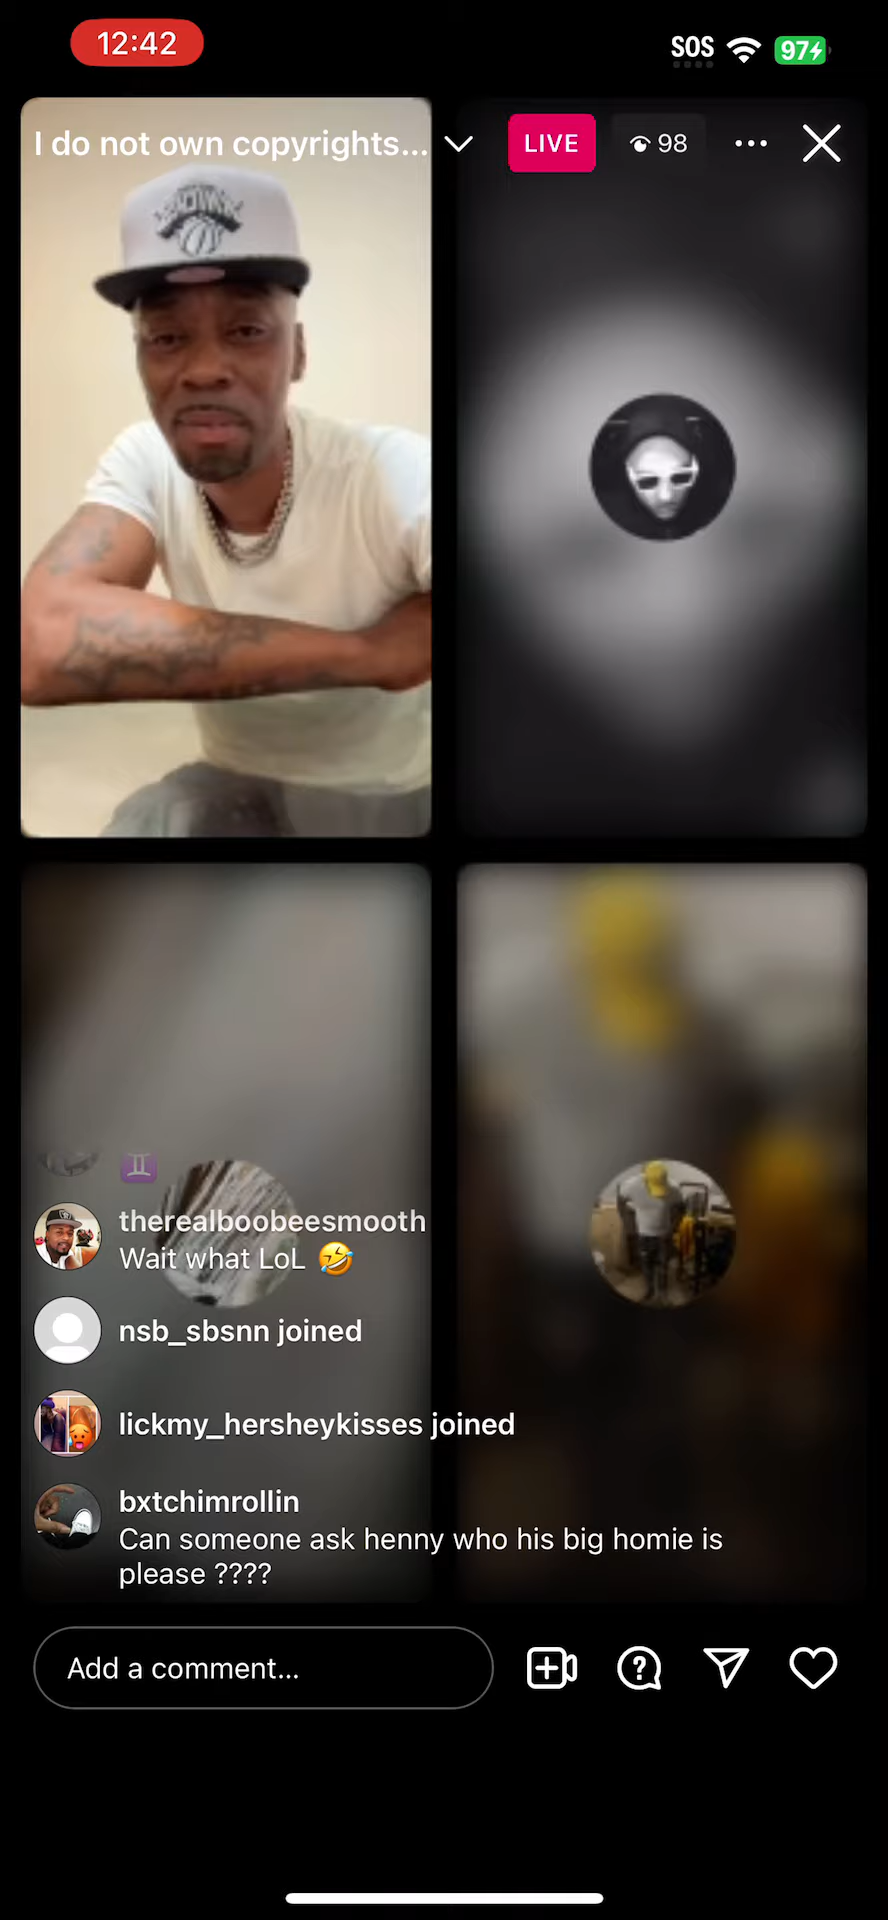 12:42
SOS
97
I do not own copyrights...
LIVE
98
♊
therealboobeesmooth
Wait what LoL 🤣
nsb_sbsnn joined
lickmy_hersheykisses joined
bxtchimrollin
Can someone ask henny who his big homie is
please ????
Add a comment...